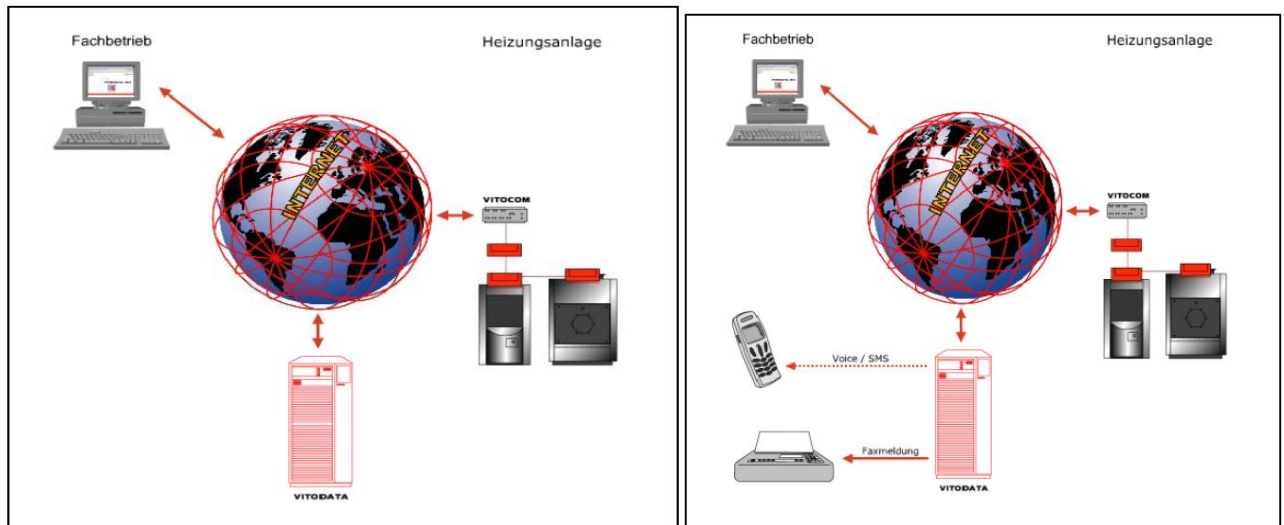 Fachbetrieb
Heizungsanlage
INTERNET
VITOCOM
VITODATA
Fachbetrieb
Heizungsanlage
INTERNET
VITOCOM
Voice / SMS
Faxmeldung
VITODATA